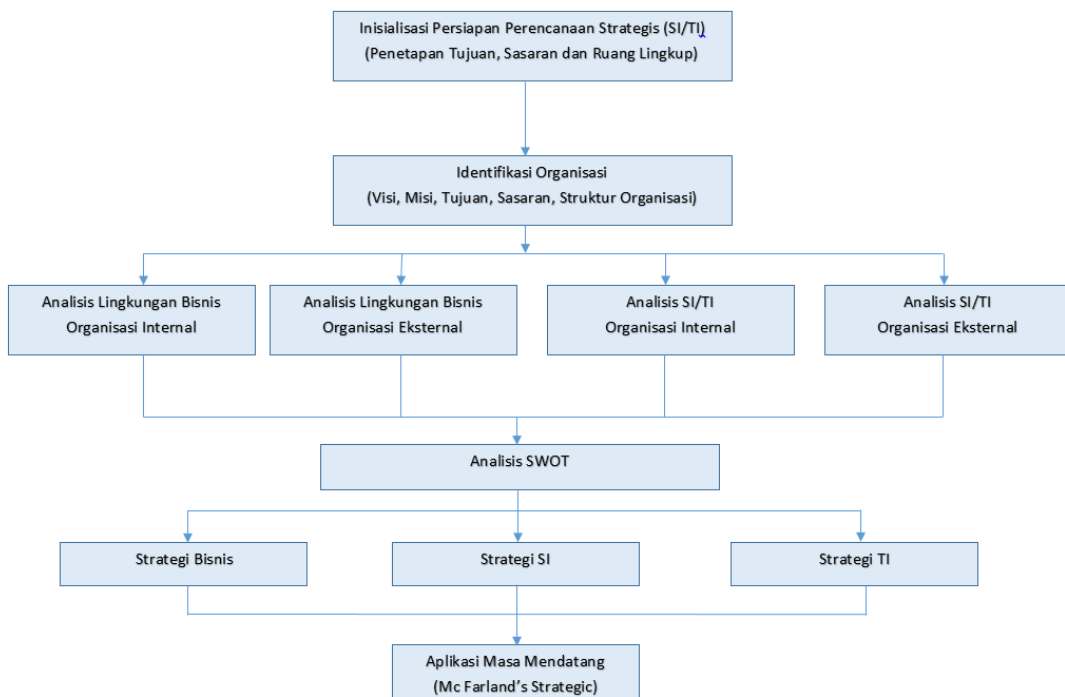 Inisialisasi Persiapan Perencanaan Strategis (SI/TI)
(Penetapan Tujuan, Sasaran dan Ruang Lingkup)
Identifikasi Organisasi
(Visi, Misi, Tujuan, Sasaran, Struktur Organisasi)
Analisis Lingkungan Bisnis
Organisasi Internal
Analisis Lingkungan Bisnis
Organisasi Eksternal
Analisis SI/TI
Organisasi Internal
Analisis SI/TI
Organisasi Eksternal
Analisis SWOT
Strategi Bisnis
Strategi SI
Strategi TI
Aplikasi Masa Mendatang
(Mc Farland's Strategic)